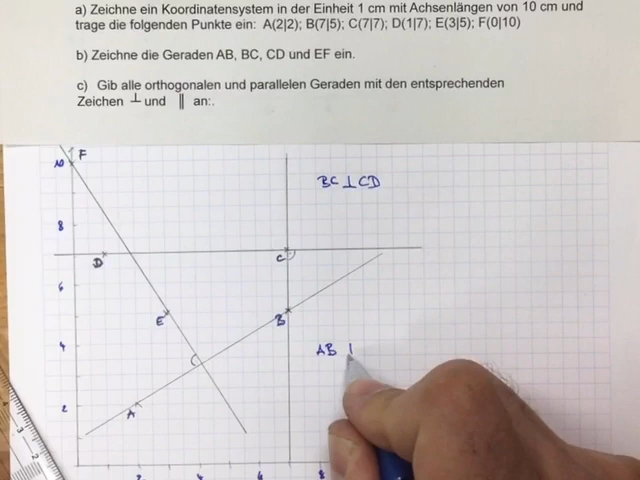 a) Zeichne ein Koordinatensystem in der Einheit 1 cm mit Achsenlängen von 10 cm und
trage die folgenden Punkte ein: A(2|2); B(7|5); C(7|7); D(1|7); E(3|5); F(0|10)
b) Zeichne die Geraden AB, BC, CD und EF ein.
c) Gib alle orthogonalen und parallelen Geraden mit den entsprechenden
Zeichen ⊥ und ∥ an:.
F
10
BC ⊥ CD
8
D
C
6
E
B
4
AB |
2
A
2 4 6 8